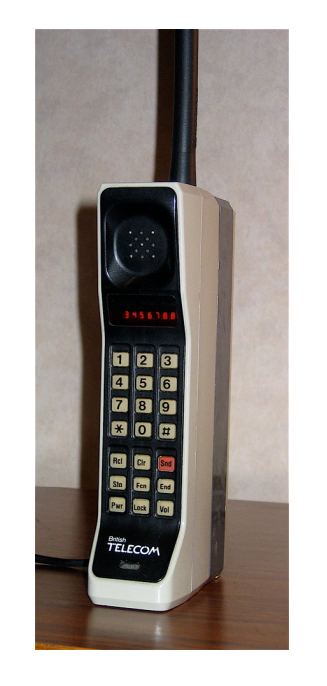 3456788
1 2 3
4 5 6
7 8 9
* 0 #
Rcl Clr Snd
Sto Fcn End
Pwr Lock Vol
British
TELECOM